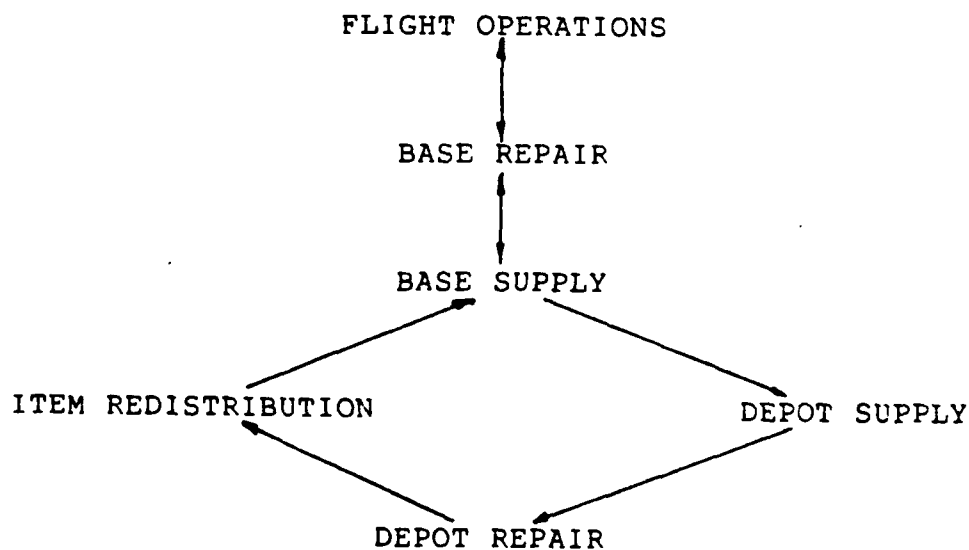 FLIGHT OPERATIONS
BASE REPAIR
BASE SUPPLY
ITEM REDISTRIBUTION
DEPOT SUPPLY
DEPOT REPAIR